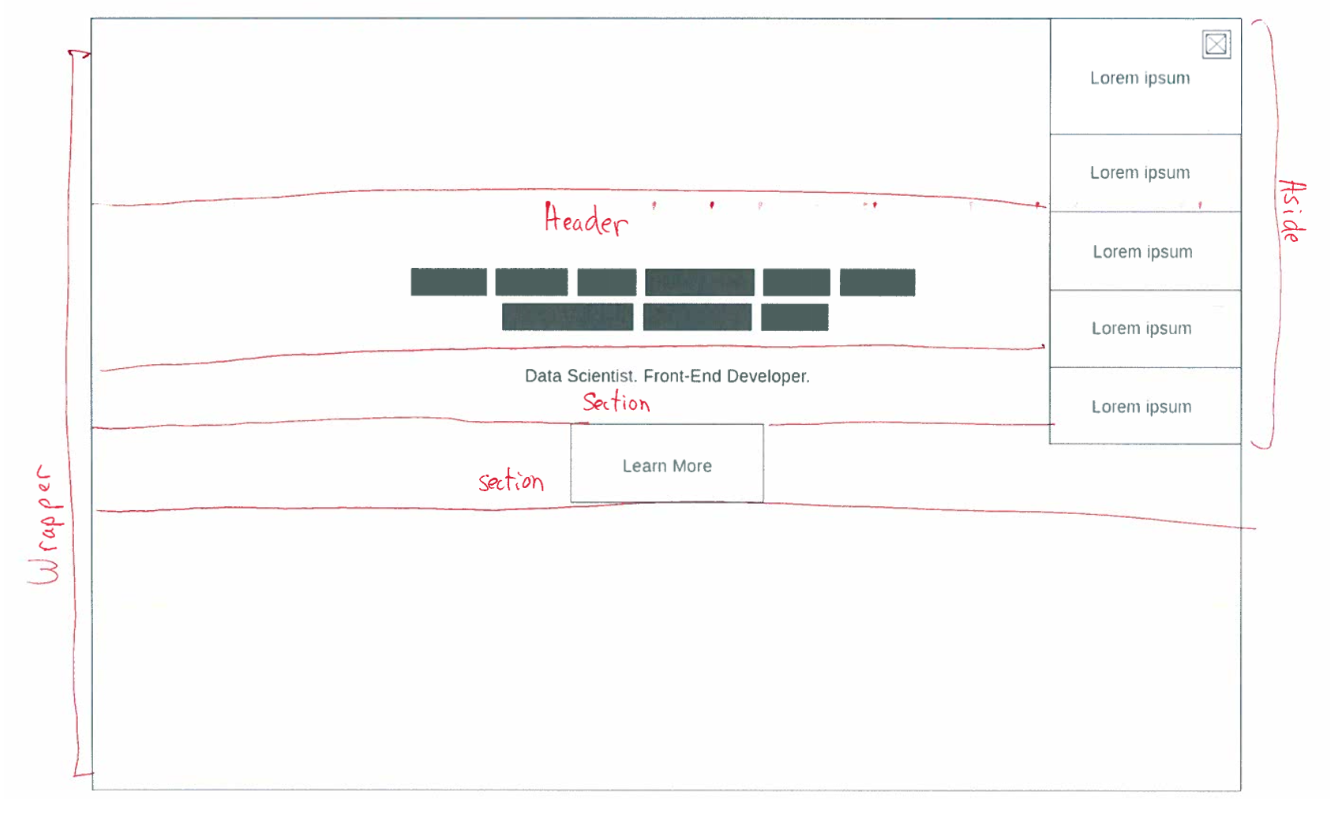 Lorem ipsum
Lorem ipsum
Header
Aside
Lorem ipsum
Lorem ipsum
Data Scientist. Front-End Developer.
Section
Lorem ipsum
Learn More
section
Wrapper